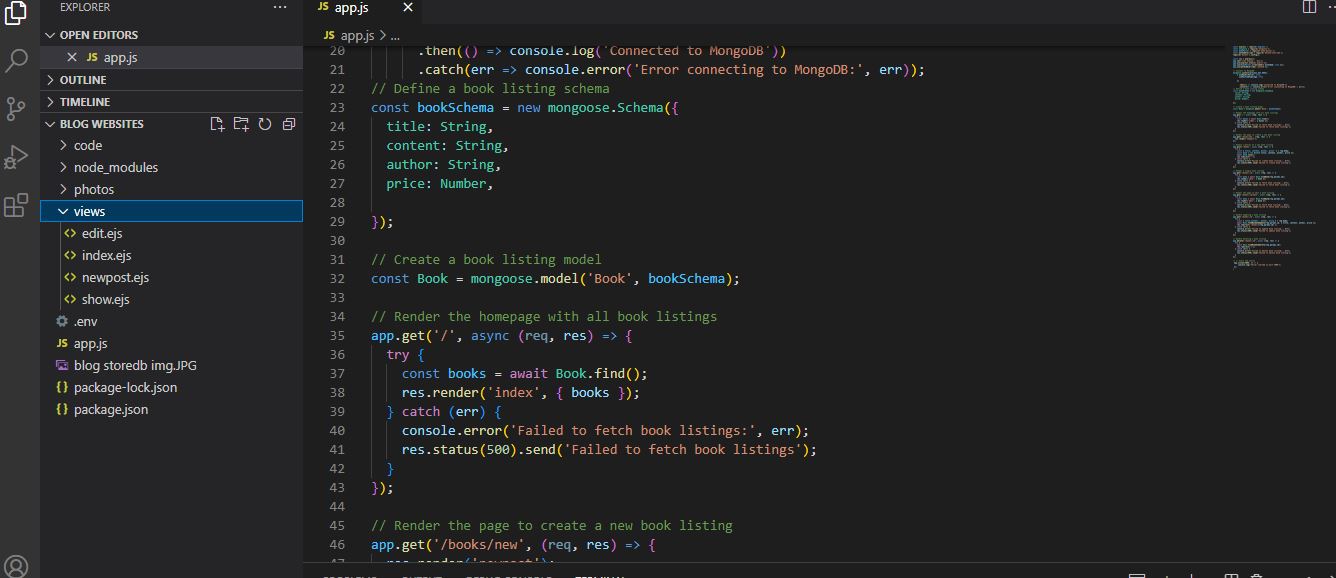 EXPLORER
...
OPEN EDITORS
JS app.js
OUTLINE
TIMELINE
BLOG WEBSITES
code
node_modules
photos
views
<> edit.ejs
<> index.ejs
<> newpost.ejs
<> show.ejs
.env
JS app.js
blog storedb img.JPG
{} package-lock.json
{} package.json
JS app.js
JS app.js > ...
20 .then(() => console.log('Connected to MongoDB'))
21 .catch(err => console.error('Error connecting to MongoDB:', err));
22 // Define a book listing schema
23 const bookSchema = new mongoose.Schema({
24 title: String,
25 content: String,
26 author: String,
27 price: Number,
28
29 });
30
31 // Create a book listing model
32 const Book = mongoose.model('Book', bookSchema);
33
34 // Render the homepage with all book listings
35 app.get('/', async (req, res) => {
36 try {
37 const books = await Book.find();
38 res.render('index', { books });
39 } catch (err) {
40 console.error('Failed to fetch book listings:', err);
41 res.status(500).send('Failed to fetch book listings');
42 }
43 });
44
45 // Render the page to create a new book listing
46 app.get('/books/new', (req, res) => {
47 res.render('newpost');